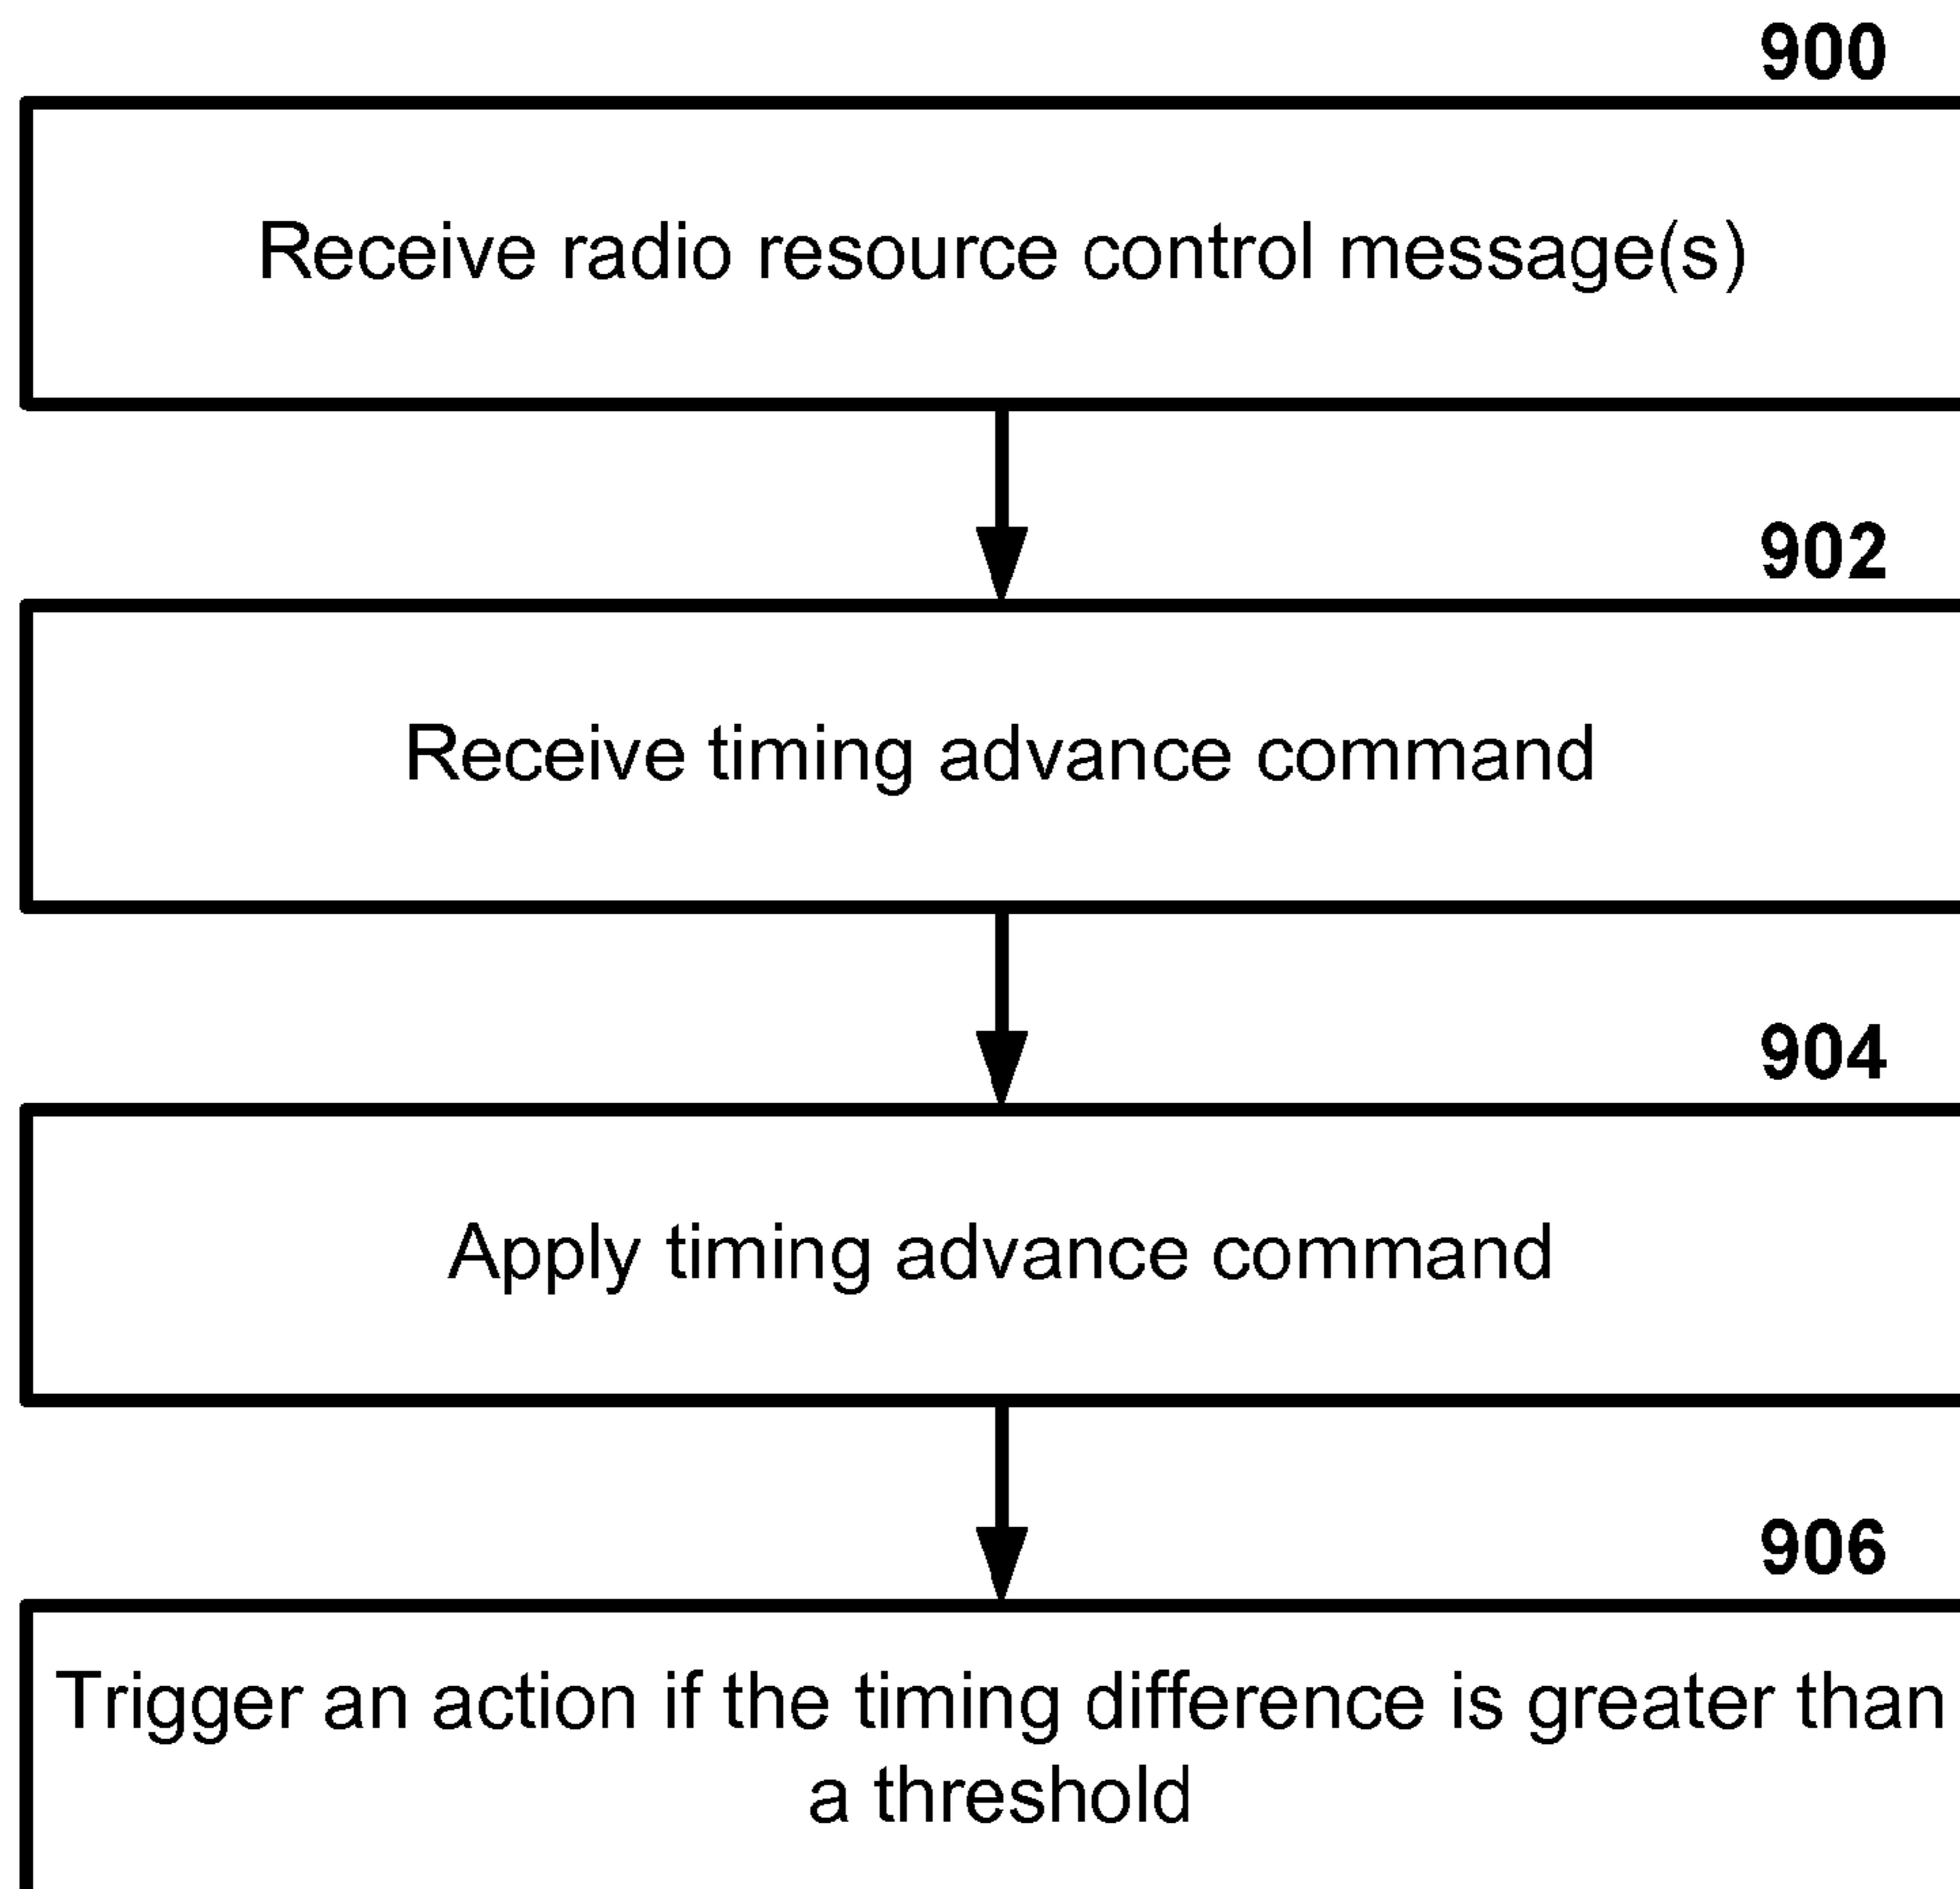 900
Receive radio resource control message(s)
902
Receive timing advance command
904
Apply timing advance command
906
Trigger an action if the timing difference is greater than
a threshold